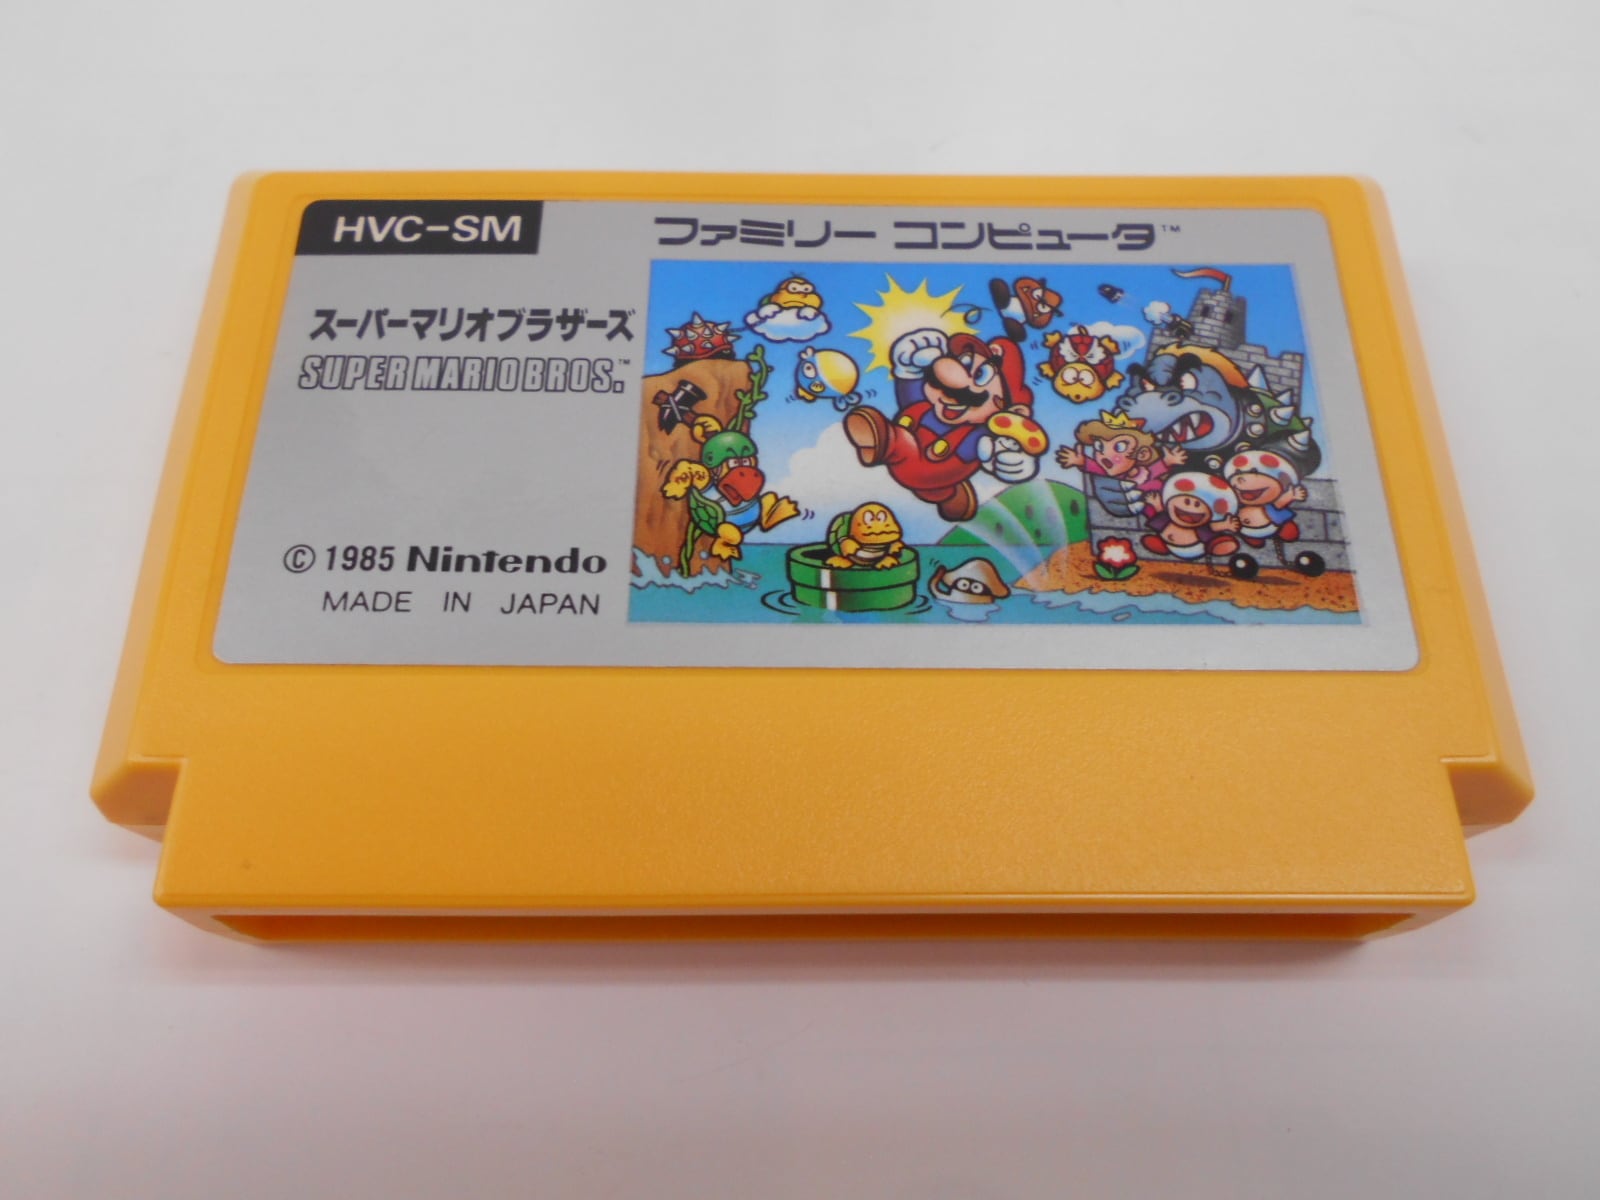 HVC-SM
ファミリー コンピュータ™
スーパーマリオブラザーズ
SUPER MARIO BROS.™
© 1985 Nintendo
MADE IN JAPAN